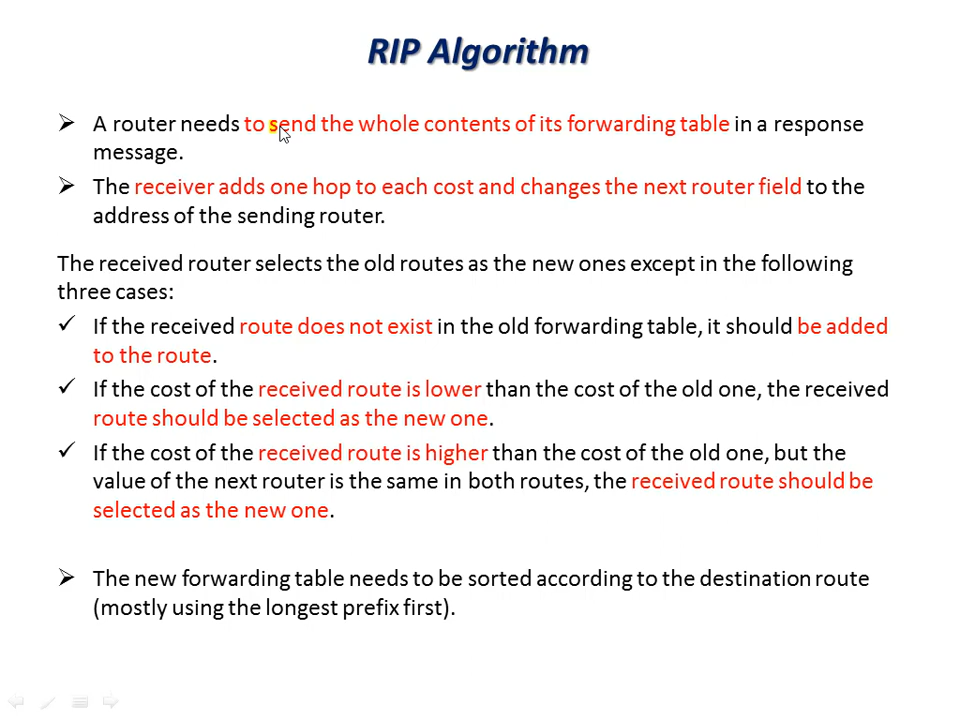 RIP Algorithm
➢ A router needs to send the whole contents of its forwarding table in a response
message.
➢ The receiver adds one hop to each cost and changes the next router field to the
address of the sending router.
The received router selects the old routes as the new ones except in the following
three cases:
✓ If the received route does not exist in the old forwarding table, it should be added
to the route.
✓ If the cost of the received route is lower than the cost of the old one, the received
route should be selected as the new one.
✓ If the cost of the received route is higher than the cost of the old one, but the
value of the next router is the same in both routes, the received route should be
selected as the new one.
➢ The new forwarding table needs to be sorted according to the destination route
(mostly using the longest prefix first).